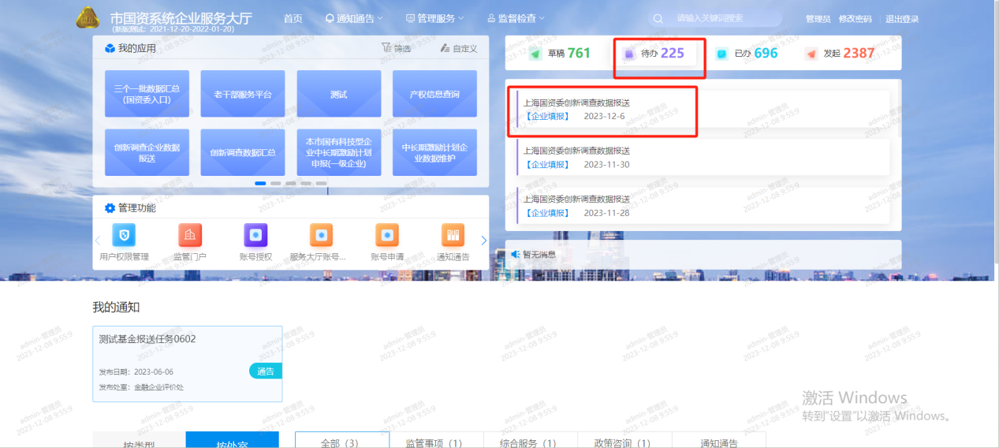 市国资系统企业服务大厅
(新版测试：2021-12-20-2022-01-20)
首页 通知通告 管理服务 监督检查
请输入关键词搜索
管理员 修改密码 退出登录
我的应用 筛选 自定义
三个一批数据汇总
(国资委入口)
老干部服务平台
测试
产权信息查询
创新调查企业数据
报送
创新调查数据汇总
本市国有科技型企
业中长期激励计划
申报(一级企业)
中长期激励计划企
业数据维护
管理功能
用户权限管理 监管门户 账号授权 服务大厅账号... 账号申请 通知通告
草稿 761 待办 225 已办 696 发起 2387
上海国资委创新调查数据报送
【企业填报】 2023-12-6
上海国资委创新调查数据报送
【企业填报】 2023-11-30
上海国资委创新调查数据报送
【企业填报】 2023-11-28
暂无消息
我的通知
测试基金报送任务0602
发布日期：2023-06-06
通告
发布处室：金融企业评价处
按类型 按处室 全部（3） 监管事项（1） 综合服务（1） 政策咨询（1） 通知通告
激活 Windows
转到"设置"以激活 Windows。
admin-管理员
2023-12-08 9:55:9